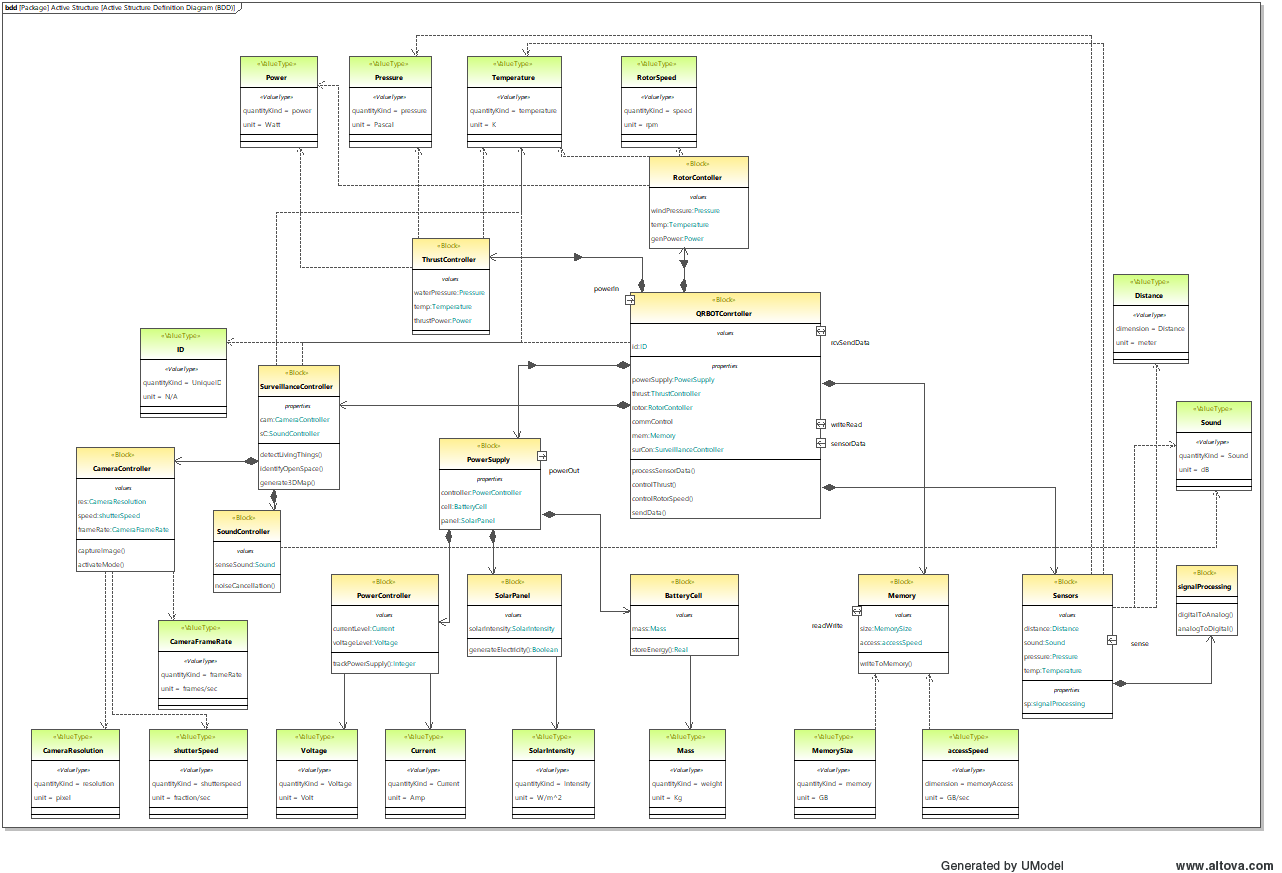 bdd [Package] Active Structure [Active Structure Definition Diagram (BDD)]
«ValueType»
Power
«ValueType»
quantityKind = power
unit = Watt
«ValueType»
Pressure
«ValueType»
quantityKind = pressure
unit = Pascal
«ValueType»
Temperature
«ValueType»
quantityKind = temperature
unit = K
«ValueType»
RotorSpeed
«ValueType»
quantityKind = speed
unit = rpm
«Block»
RotorContoller
values
windPressure:Pressure
temp:Temperature
genPower:Power
«Block»
ThrustController
values
waterPressure:Pressure
temp:Temperature
thrustPower:Power
powerIn
«Block»
QRBOTConrtller
values
id:ID
properties
powerSupply:PowerSupply
thrust:ThrustController
rotor:RotorContoller
commControl
mem:Memory
surCon:SurveillanceController
processSensorData()
controlThrust()
controlRotorSpeed()
sendData()
rcvSendData
writeRead
sensorData
«ValueType»
Distance
«ValueType»
dimension = Distance
unit = meter
«ValueType»
ID
«ValueType»
quantityKind = UniqueID
unit = N/A
«Block»
SurveillanceController
properties
cam:CameraController
sC:SoundController
detectLivingThings()
identifyOpenSpace()
generate3DMap()
«ValueType»
Sound
«ValueType»
quantityKind = Sound
unit = dB
«Block»
CameraController
values
res:CameraResolution
speed:shutterSpeed
frameRate:CameraFrameRate
captureImage()
activateMode()
«Block»
PowerSupply
properties
controller:PowerController
cell:BatteryCell
panel:SolarPanel
powerOut
«Block»
SoundController
values
senseSound:Sound
noiseCancellation()
«Block»
PowerController
values
currentLevel:Current
voltageLevel:Voltage
trackPowerSupply():Integer
«Block»
SolarPanel
values
solarIntensity:SolarIntensity
generateElectricity():Boolean
«Block»
BatteryCell
values
mass:Mass
storeEnergy():Real
readWrite
«Block»
Memory
values
size:MemorySize
access:accessSpeed
writeToMemory()
«Block»
Sensors
values
distance:Distance
sound:Sound
pressure:Pressure
temp:Temperature
properties
sp:signalProcessing
sense
«Block»
signalProcessing
digitalToAnalog()
analogToDigital()
«ValueType»
CameraFrameRate
«ValueType»
quantityKind = frameRate
unit = frames/sec
«ValueType»
CameraResolution
«ValueType»
quantityKind = resolution
unit = pixel
«ValueType»
shutterSpeed
«ValueType»
quantityKind = shutterspeed
unit = fraction/sec
«ValueType»
Voltage
«ValueType»
quantityKind = Voltage
unit = Volt
«ValueType»
Current
«ValueType»
quantityKind = Current
unit = Amp
«ValueType»
SolarIntensity
«ValueType»
quantityKind = Intensity
unit = W/m^2
«ValueType»
Mass
«ValueType»
quantityKind = weight
unit = Kg
«ValueType»
MemorySize
«ValueType»
quantityKind = memory
unit = GB
«ValueType»
accessSpeed
«ValueType»
dimension = memoryAccess
unit = GB/sec
Generated by UModel
www.altova.com